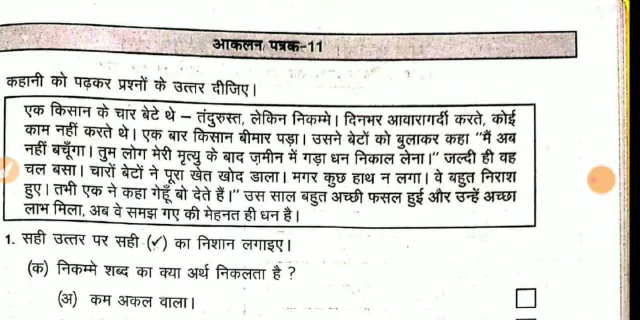 आकलन पत्रक-11
कहानी को पढ़कर प्रश्नों के उत्तर दीजिए।
एक किसान के चार बेटे थे – तंदुरुस्त, लेकिन निकम्मे। दिनभर आवारागर्दी करते, कोई
काम नहीं करते थे। एक बार किसान बीमार पड़ा। उसने बेटों को बुलाकर कहा "मैं अब
नहीं बचूँगा। तुम लोग मेरी मृत्यु के बाद ज़मीन में गड़ा धन निकाल लेना।" जल्दी ही वह
चल बसा। चारों बेटों ने पूरा खेत खोद डाला। मगर कुछ हाथ न लगा। वे बहुत निराश
हुए। तभी एक ने कहा गेहूँ बो देते हैं।" उस साल बहुत अच्छी फसल हुई और उन्हें अच्छा
लाभ मिला, अब वे समझ गए की मेहनत ही धन है।
1. सही उत्तर पर सही (✓) का निशान लगाइए।
(क) निकम्मे शब्द का क्या अर्थ निकलता है ?
(अ) कम अकल वाला।